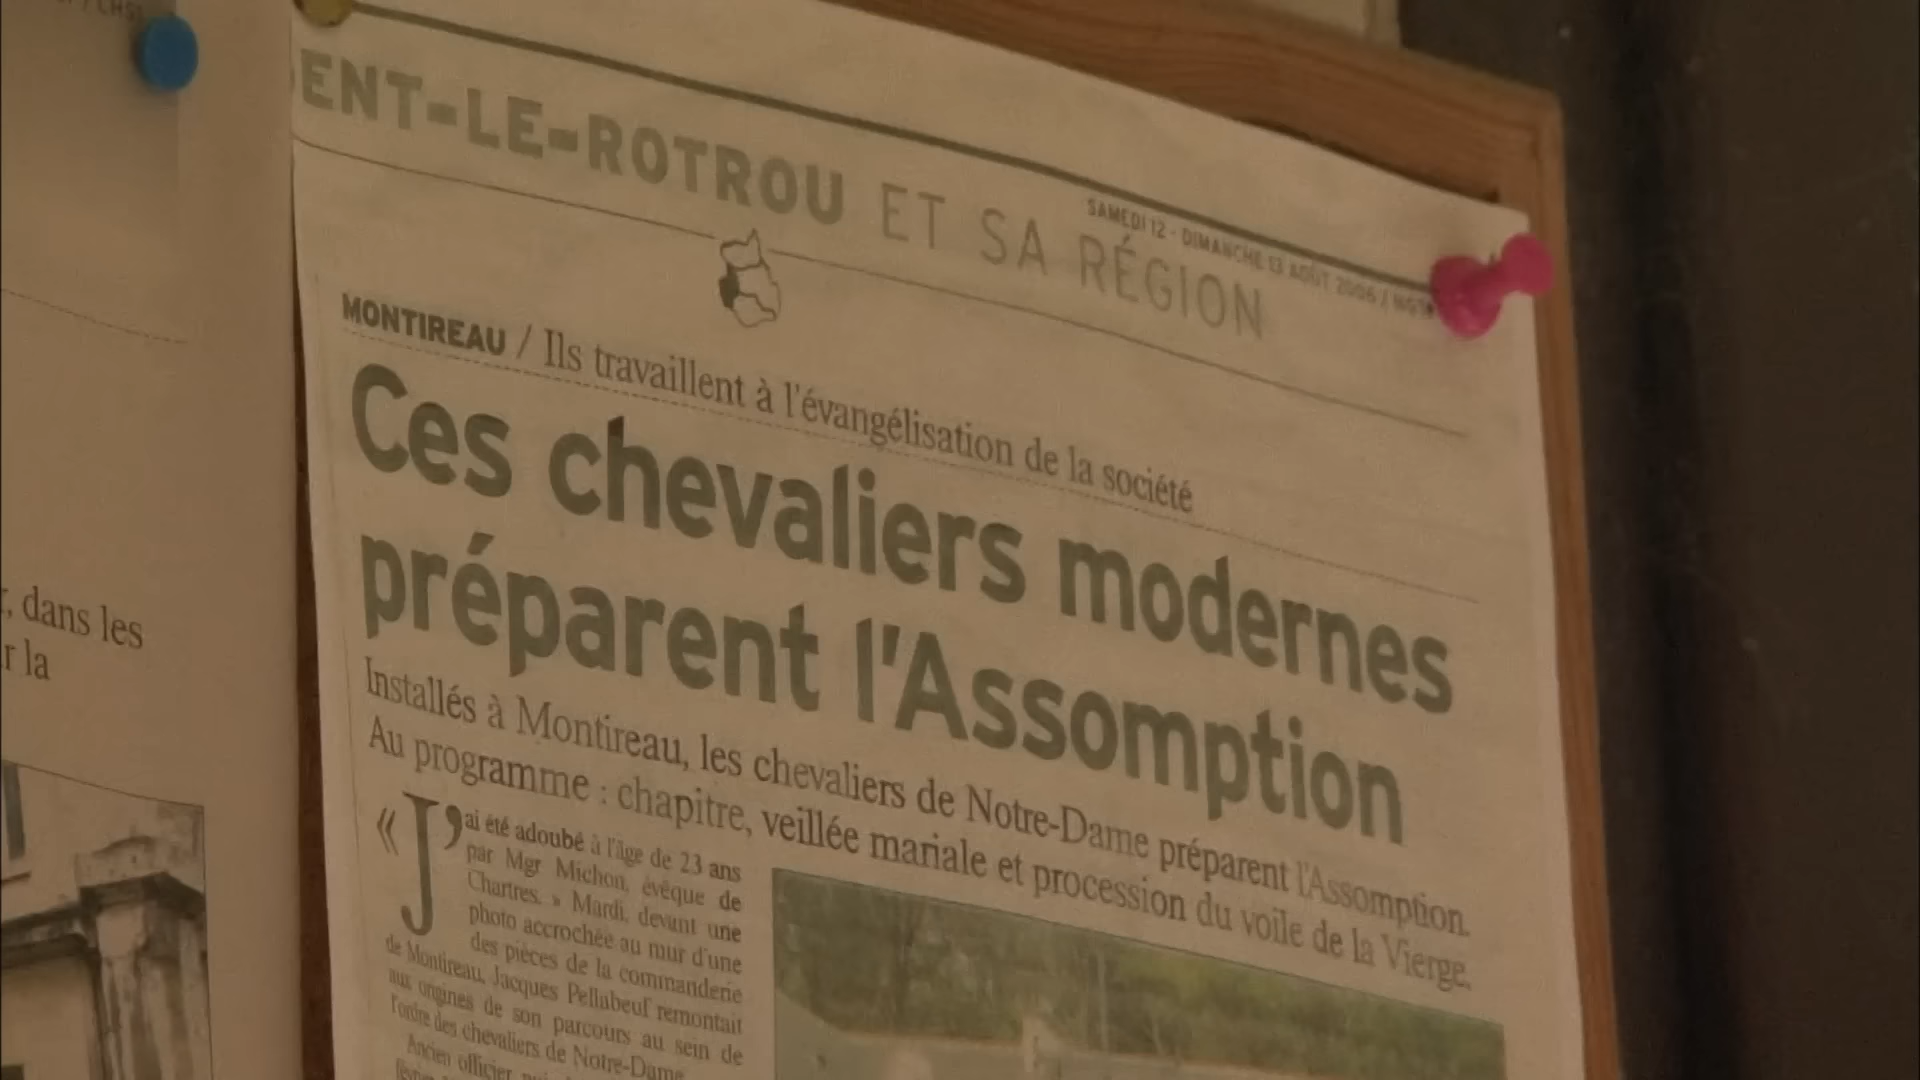 ENT-LE-ROTROU ET SA RÉGION
SAMEDI 12 - DIMANCHE 13 AOÛT 2006 /
MONTIREAU / Ils travaillent à l'évangélisation de la société
Ces chevaliers modernes
préparent l'Assomption
Installés à Montireau, les chevaliers de Notre-Dame préparent l'Assomption.
Au programme : chapitre, veillée mariale et procession du voile de la Vierge.
« J'ai été adoubé à l'âge de 23 ans
par Mgr Michon, évêque de
Chartres. » Mardi, devant une
photo accrochée au mur d'une
des pièces de la commanderie
de Montireau, Jacques Pellabeuf remontait
aux origines de son parcours au sein de
l'ordre des chevaliers de Notre-Dame.
Ancien officier
, dans les
r la